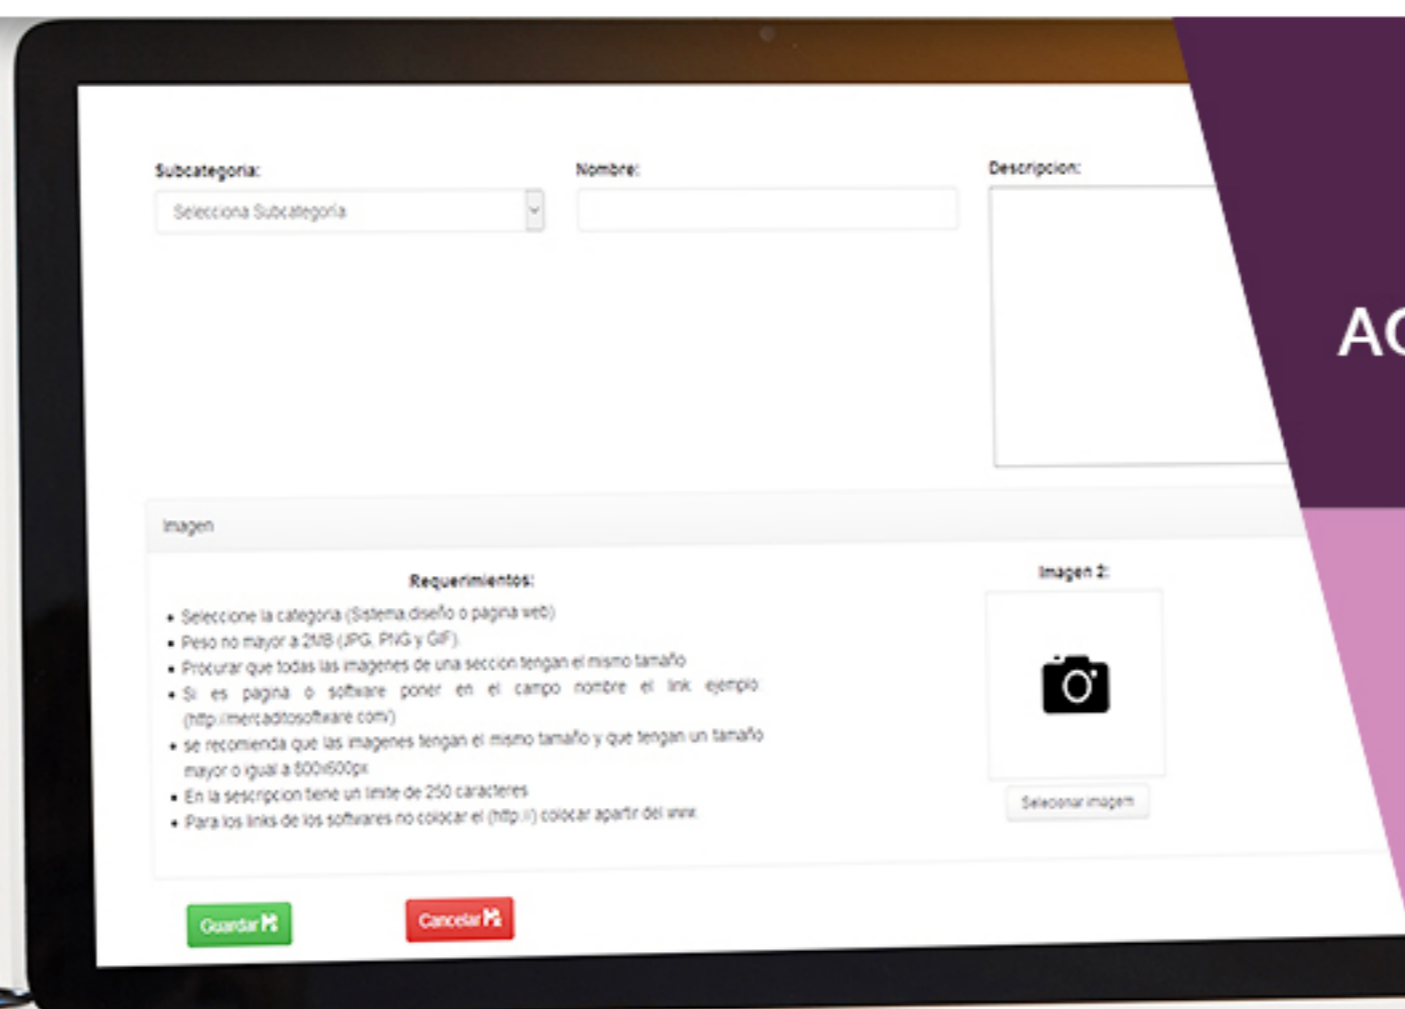 Subcategoria:
Nombre:
Descripcion:
Selecciona Subcategoría
AC
Imagen
Requerimientos:
Imagen 2:
• Seleccione la categoria (Sistema,diseño o pagina web)
• Peso no mayor a 2MB (JPG, PNG y GIF).
• Procurar que todas las imagenes de una seccion tengan el mismo tamaño
• Si es pagina o software poner en el campo nombre el link ejemplo:
(http://mercaditosoftware.com/)
• se recomienda que las imagenes tengan el mismo tamaño y que tengan un tamaño
mayor o igual a 800x600px
• En la sescripcion tiene un limite de 250 caracteres
• Para los links de los softwares no colocar el (http://) colocar apartir del www.
Selecionar imagem
Guardar
Cancelar